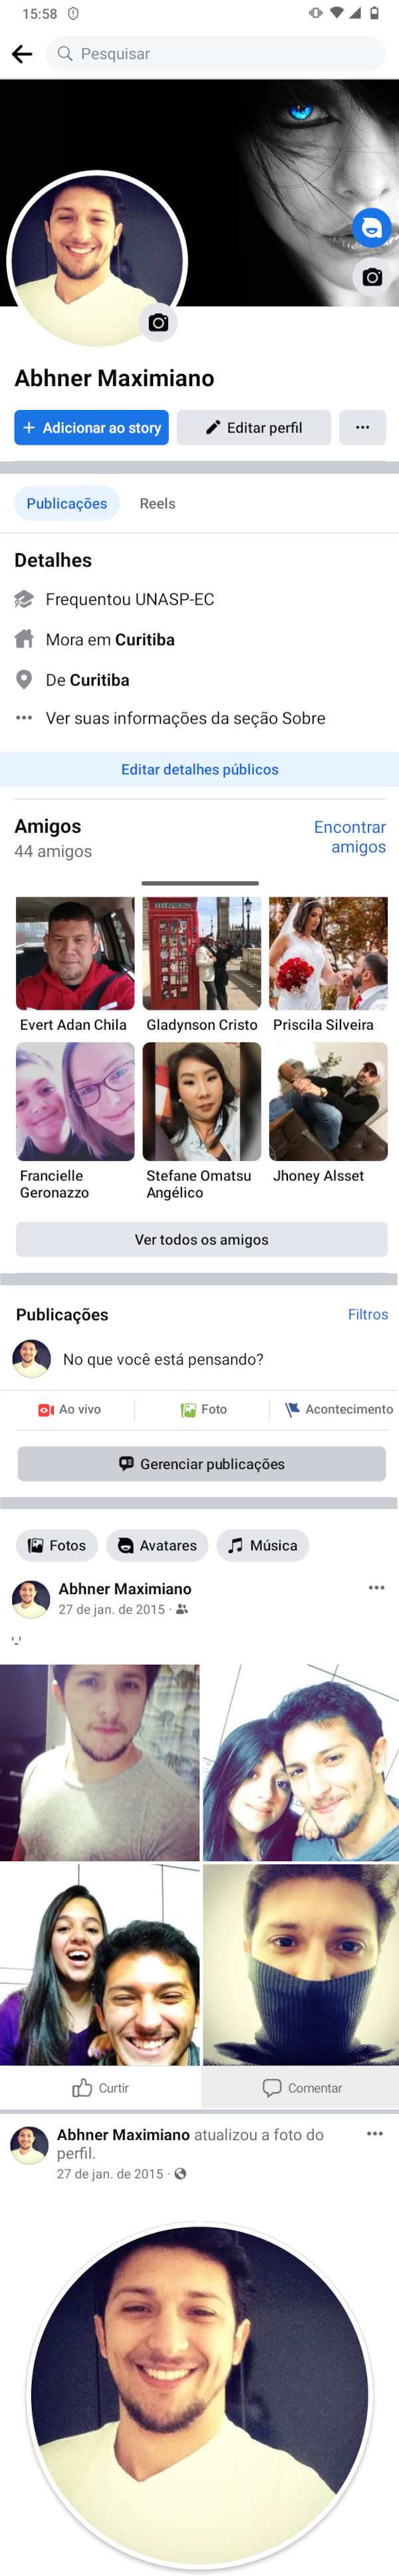 15:58
Pesquisar
Abhner Maximiano
+ Adicionar ao story
Editar perfil
Publicações
Reels
Detalhes
Frequentou UNASP-EC
Mora em Curitiba
De Curitiba
Ver suas informações da seção Sobre
Editar detalhes públicos
Amigos
44 amigos
Encontrar
amigos
Evert Adan Chila
Gladynson Cristo
Priscila Silveira
Francielle
Geronazzo
Stefane Omatsu
Angélico
Jhoney Alsset
Ver todos os amigos
Publicações
Filtros
No que você está pensando?
Ao vivo
Foto
Acontecimento
Gerenciar publicações
Fotos
Avatares
Música
Abhner Maximiano
27 de jan. de 2015 ·
'-'
Curtir
Comentar
Abhner Maximiano atualizou a foto do
perfil.
27 de jan. de 2015 ·